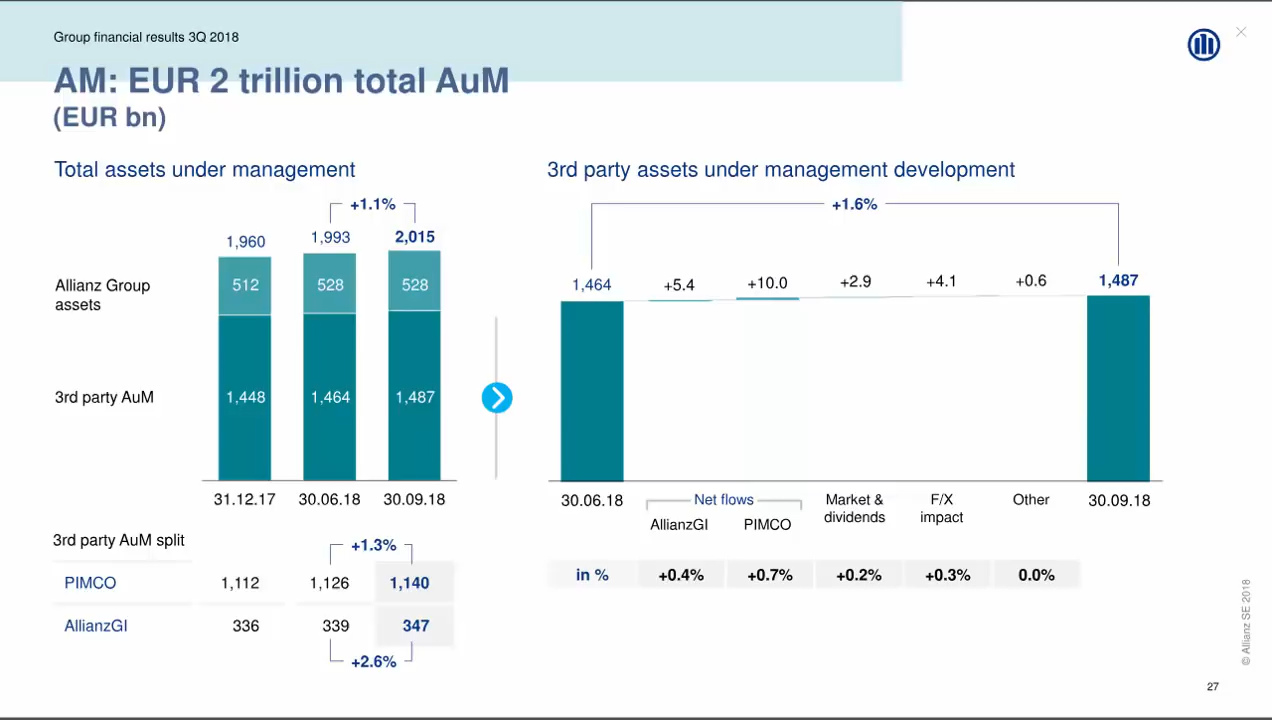 Group financial results 3Q 2018
AM: EUR 2 trillion total AuM
(EUR bn)
Total assets under management
+1.1%
1,960 1,993 2,015
Allianz Group
assets
512 528 528
3rd party AuM
1,448 1,464 1,487
31.12.17 30.06.18 30.09.18
3rd party AuM split
+1.3%
PIMCO 1,112 1,126 1,140
AllianzGI 336 339 347
+2.6%
3rd party assets under management development
+1.6%
1,464 +5.4 +10.0 +2.9 +4.1 +0.6 1,487
30.06.18 Net flows Market & F/X Other 30.09.18
AllianzGI PIMCO dividends impact
in % +0.4% +0.7% +0.2% +0.3% 0.0%
© Allianz SE 2018
27